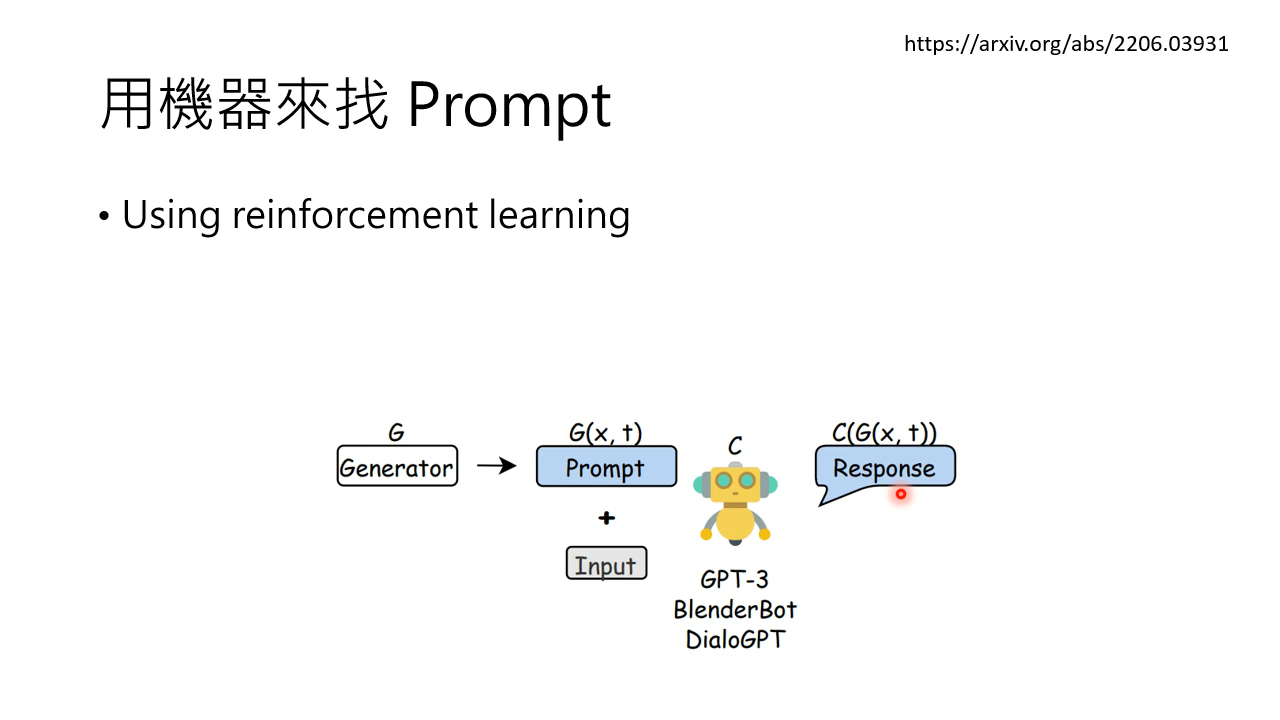 https://arxiv.org/abs/2206.03931
用機器來找 Prompt
• Using reinforcement learning
G
Generator
G(x, t)
Prompt
+
Input
C
GPT-3
BlenderBot
DialoGPT
C(G(x, t))
Response